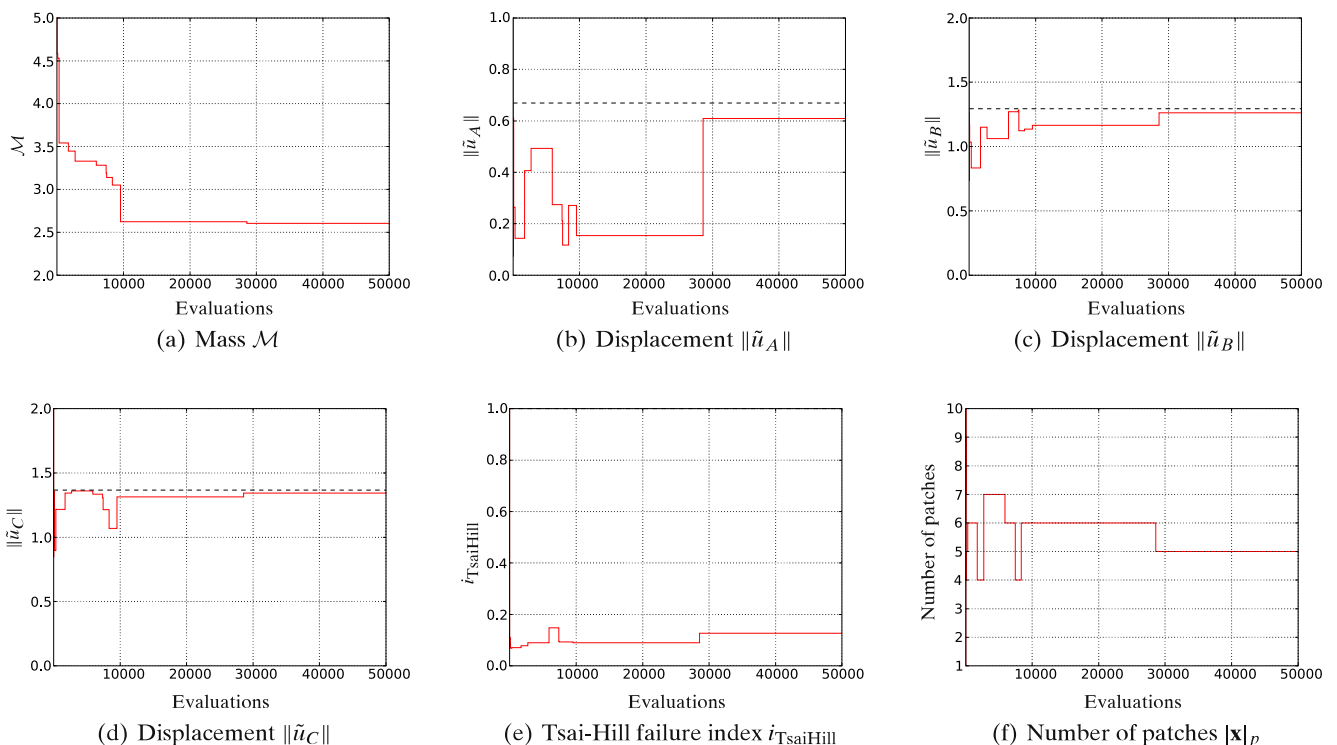 5.0
4.5
4.0
3.5
3.0
2.5
2.0
ℳ
10000 20000 30000 40000 50000
Evaluations
(a) Mass ℳ
1.0
0.8
0.6
0.4
0.2
0.0
‖ũ_A‖
10000 20000 30000 40000 50000
Evaluations
(b) Displacement ‖ũ_A‖
2.0
1.5
1.0
0.5
0.0
‖ũ_B‖
10000 20000 30000 40000 50000
Evaluations
(c) Displacement ‖ũ_B‖
2.0
1.5
1.0
0.5
0.0
‖ũ_C‖
10000 20000 30000 40000 50000
Evaluations
(d) Displacement ‖ũ_C‖
1.0
0.8
0.6
0.4
0.2
0.0
i_TsaiHill
10000 20000 30000 40000 50000
Evaluations
(e) Tsai-Hill failure index i_TsaiHill
10
9
8
7
6
5
4
3
2
1
Number of patches
10000 20000 30000 40000 50000
Evaluations
(f) Number of patches |𝐱|_p